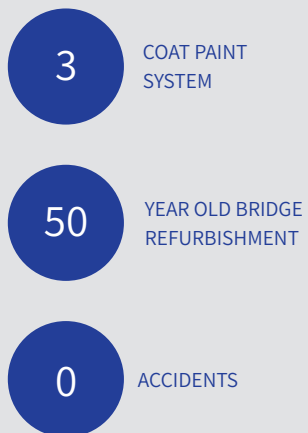 3
COAT PAINT
SYSTEM
50
YEAR OLD BRIDGE
REFURBISHMENT
0
ACCIDENTS